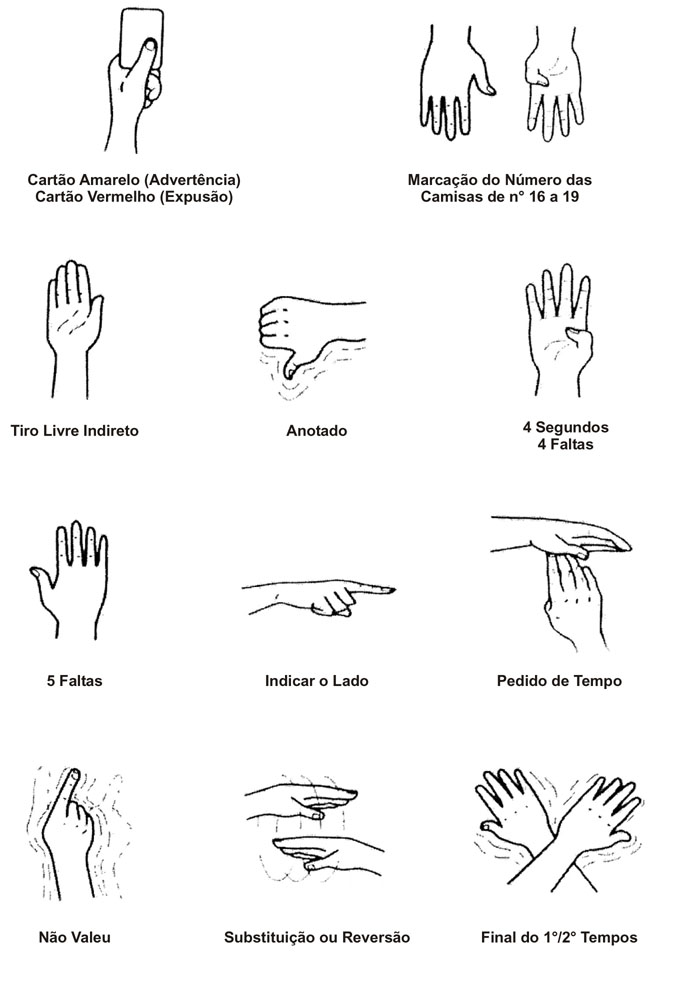 Cartão Amarelo (Advertência)
Cartão Vermelho (Expusão)
Marcação do Número das
Camisas de n° 16 a 19
Tiro Livre Indireto
Anotado
4 Segundos
4 Faltas
5 Faltas
Indicar o Lado
Pedido de Tempo
Não Valeu
Substituição ou Reversão
Final do 1°/2° Tempos